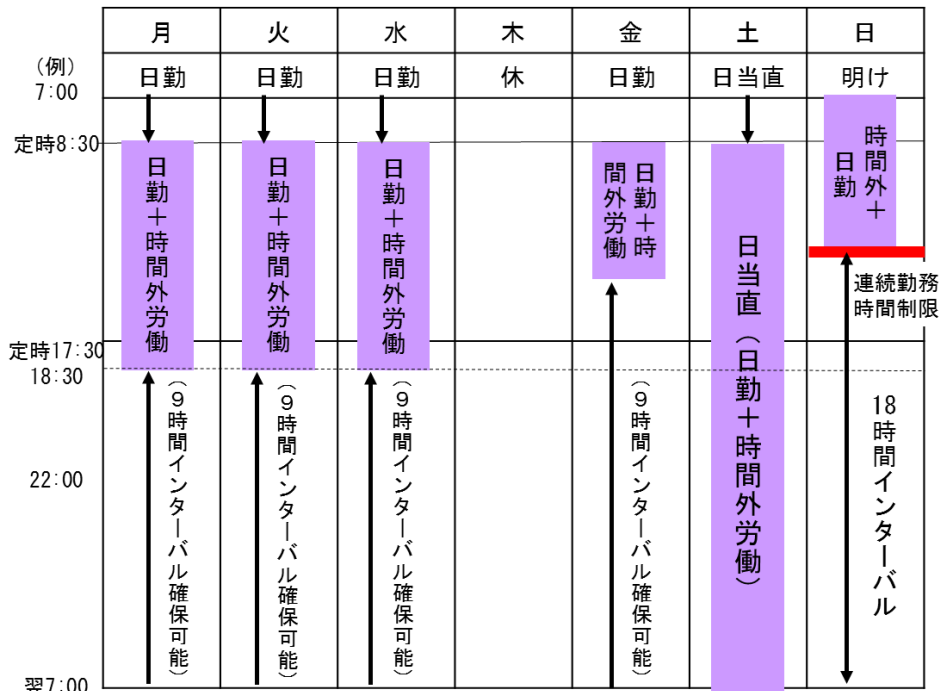 月 火 水 木 金 土 日
日勤 日勤 日勤 休 日勤 日当直 明け
（例）
7:00
定時8:30
定時17:30
18:30
22:00
翌7:00
日勤＋時間外労働
（９時間インターバル確保可能）
日勤＋時間外労働
（９時間インターバル確保可能）
日勤＋時間外労働
（９時間インターバル確保可能）
日勤＋時
間外労働
（９時間インターバル確保可能）
日当直（日勤＋時間外労働）
時間外＋
日勤
連続勤務
時間制限
18時間インターバル